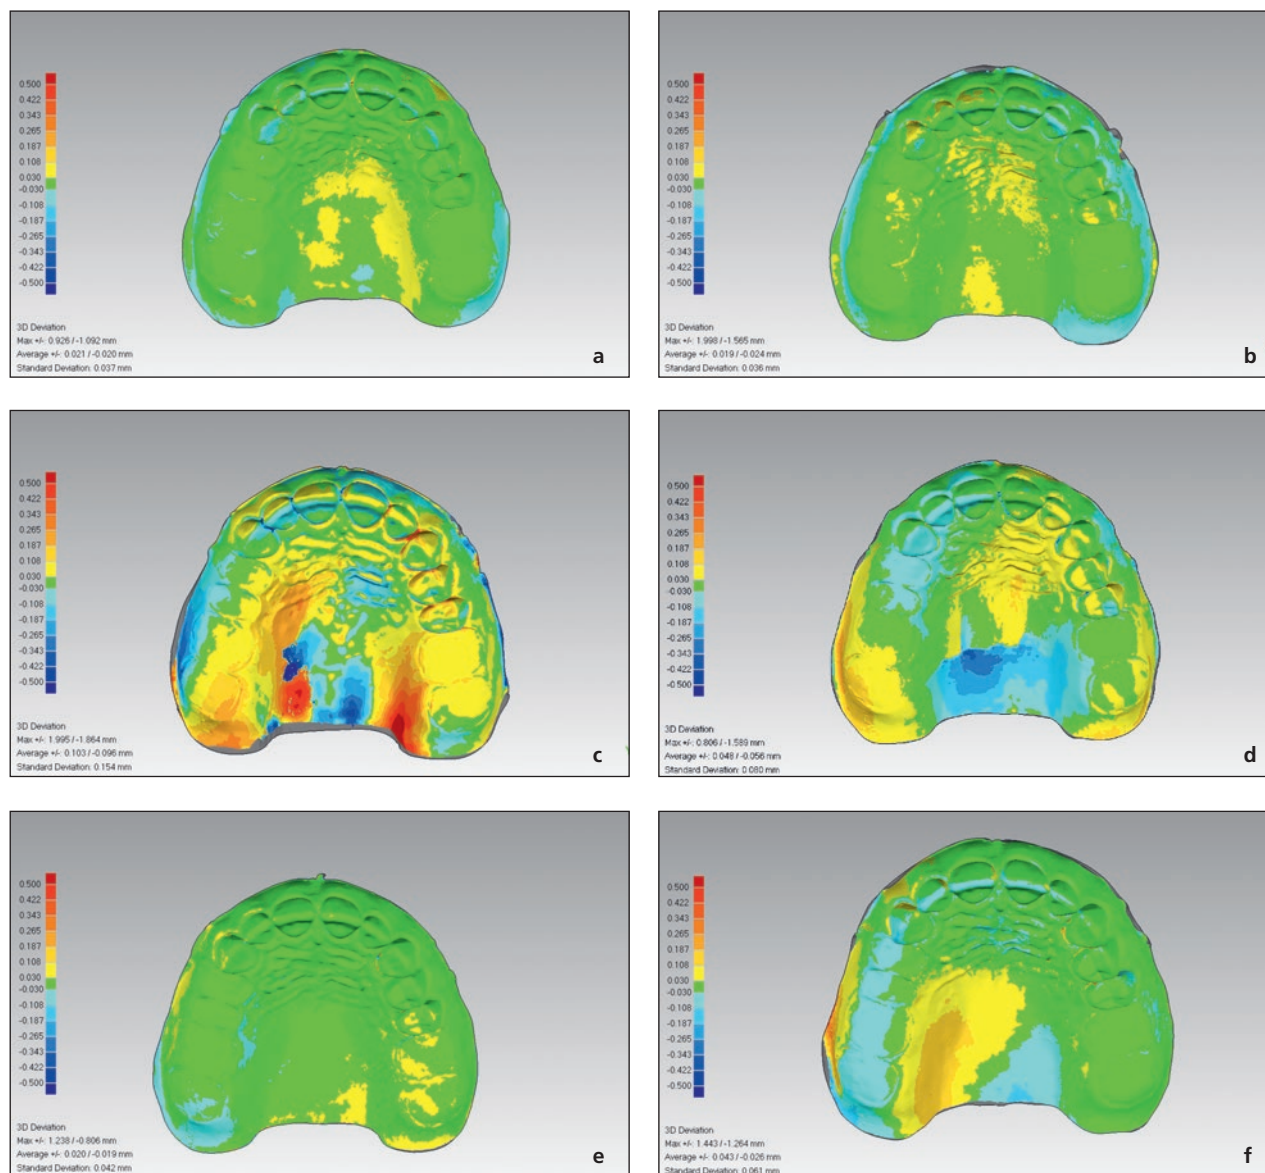 0.500
0.422
0.343
0.265
0.187
0.108
0.030
-0.030
-0.108
-0.187
-0.265
-0.343
-0.422
-0.500
3D Deviation
Max +/-: 0.926 / -1.092 mm
Average +/-: 0.021 / -0.020 mm
Standard Deviation: 0.037 mm
a
0.500
0.422
0.343
0.265
0.187
0.108
0.030
-0.030
-0.108
-0.187
-0.265
-0.343
-0.422
-0.500
3D Deviation
Max +/-: 1.998 / -1.565 mm
Average +/-: 0.019 / -0.024 mm
Standard Deviation: 0.036 mm
b
0.500
0.422
0.343
0.265
0.187
0.108
0.030
-0.030
-0.108
-0.187
-0.265
-0.343
-0.422
-0.500
3D Deviation
Max +/-: 1.995 / -1.864 mm
Average +/-: 0.103 / -0.096 mm
Standard Deviation: 0.154 mm
c
0.500
0.422
0.343
0.265
0.187
0.108
0.030
-0.030
-0.108
-0.187
-0.265
-0.343
-0.422
-0.500
3D Deviation
Max +/-: 0.806 / -1.589 mm
Average +/-: 0.048 / -0.056 mm
Standard Deviation: 0.080 mm
d
0.500
0.422
0.343
0.265
0.187
0.108
0.030
-0.030
-0.108
-0.187
-0.265
-0.343
-0.422
-0.500
3D Deviation
Max +/-: 1.238 / -0.806 mm
Average +/-: 0.020 / -0.019 mm
Standard Deviation: 0.042 mm
e
0.500
0.422
0.343
0.265
0.187
0.108
0.030
-0.030
-0.108
-0.187
-0.265
-0.343
-0.422
-0.500
3D Deviation
Max +/-: 1.443 / -1.264 mm
Average +/-: 0.043 / -0.026 mm
Standard Deviation: 0.061 mm
f